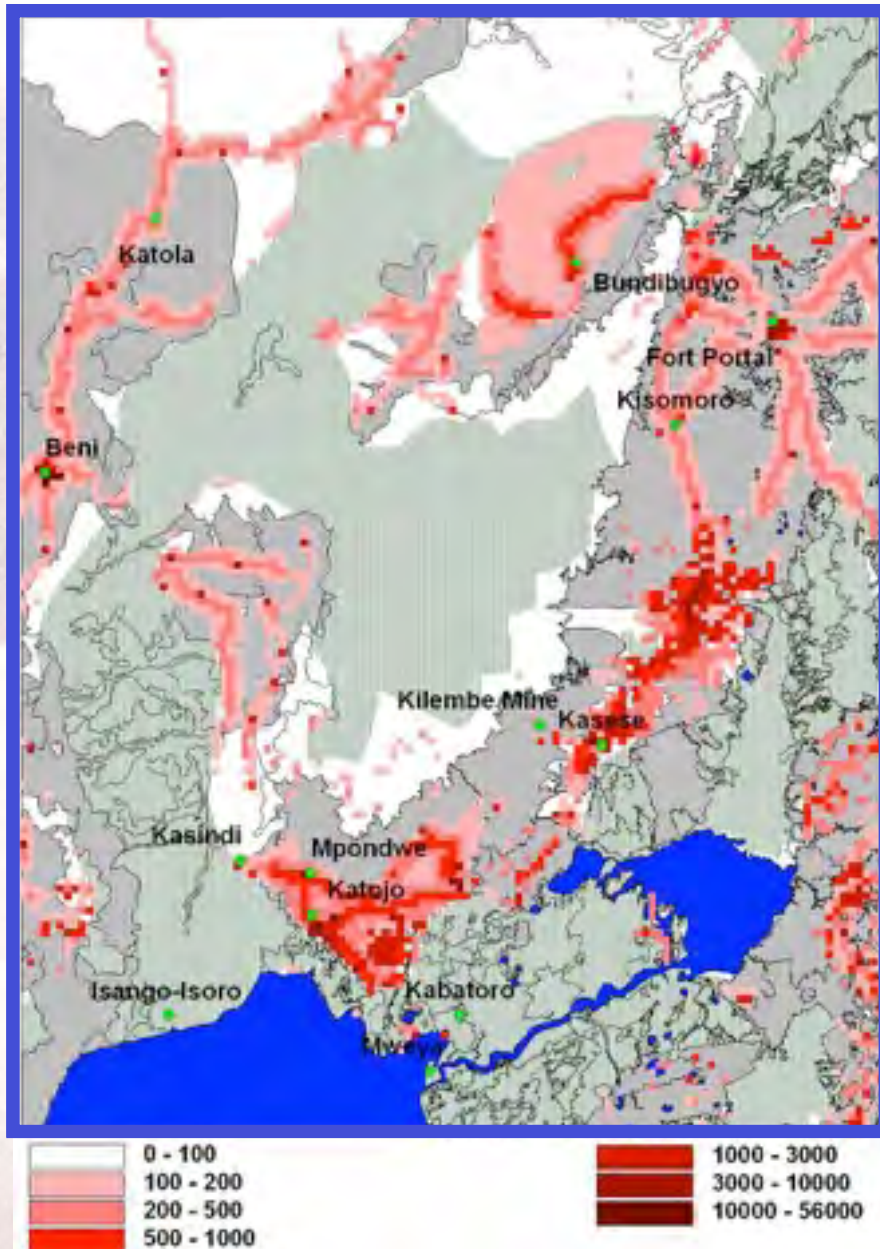 Katola
Bundibugyo
Fort Portal
Kisomoro
Beni
Kilembe Mine
Kasese
Kasindi
Mpondwe
Katojo
Isango-Isoro
Kabatoro
Mweya
0 - 100
100 - 200
200 - 500
500 - 1000
1000 - 3000
3000 - 10000
10000 - 56000